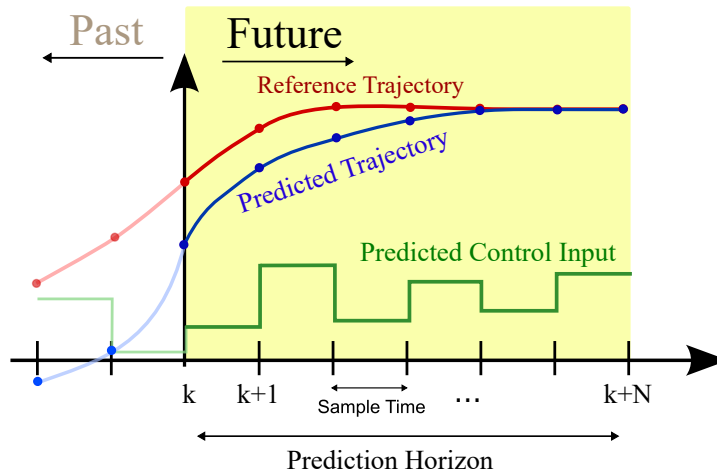 Past
Future
Reference Trajectory
Predicted Trajectory
Predicted Control Input
k
k+1
Sample Time
...
k+N
Prediction Horizon